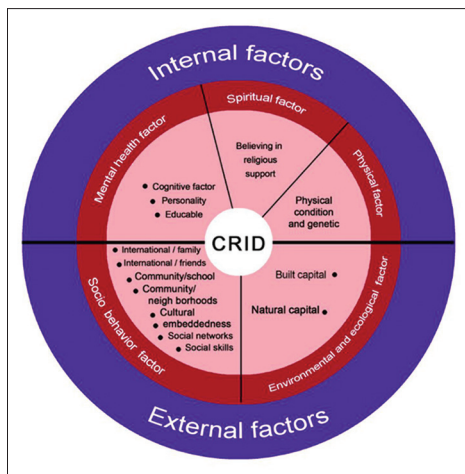 Internal factors
Mental health factor
Spiritual factor
Physical factor
Believing in
religious
support
Cognitive factor
Personality
Educable
Physical
condition
and genetic
CRID
International / family
International / friends
Community/school
Community/
neigh borhoods
Cultural
embeddedness
Social networks
Social skills
Built capital
Natural capital
Socio behavior factor
Environmental and ecological factor
External factors